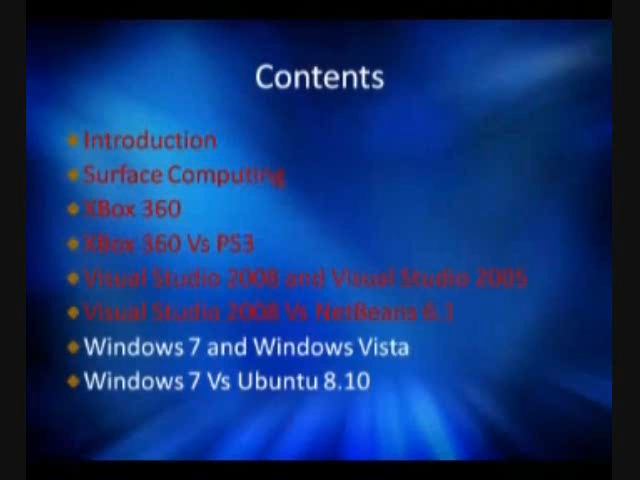 Contents
Introduction
Surface Computing
XBox 360
XBox 360 Vs PS3
Visual Studio 2008 and Visual Studio 2005
Visual Studio 2008 Vs NetBeans 6.1
Windows 7 and Windows Vista
Windows 7 Vs Ubuntu 8.10